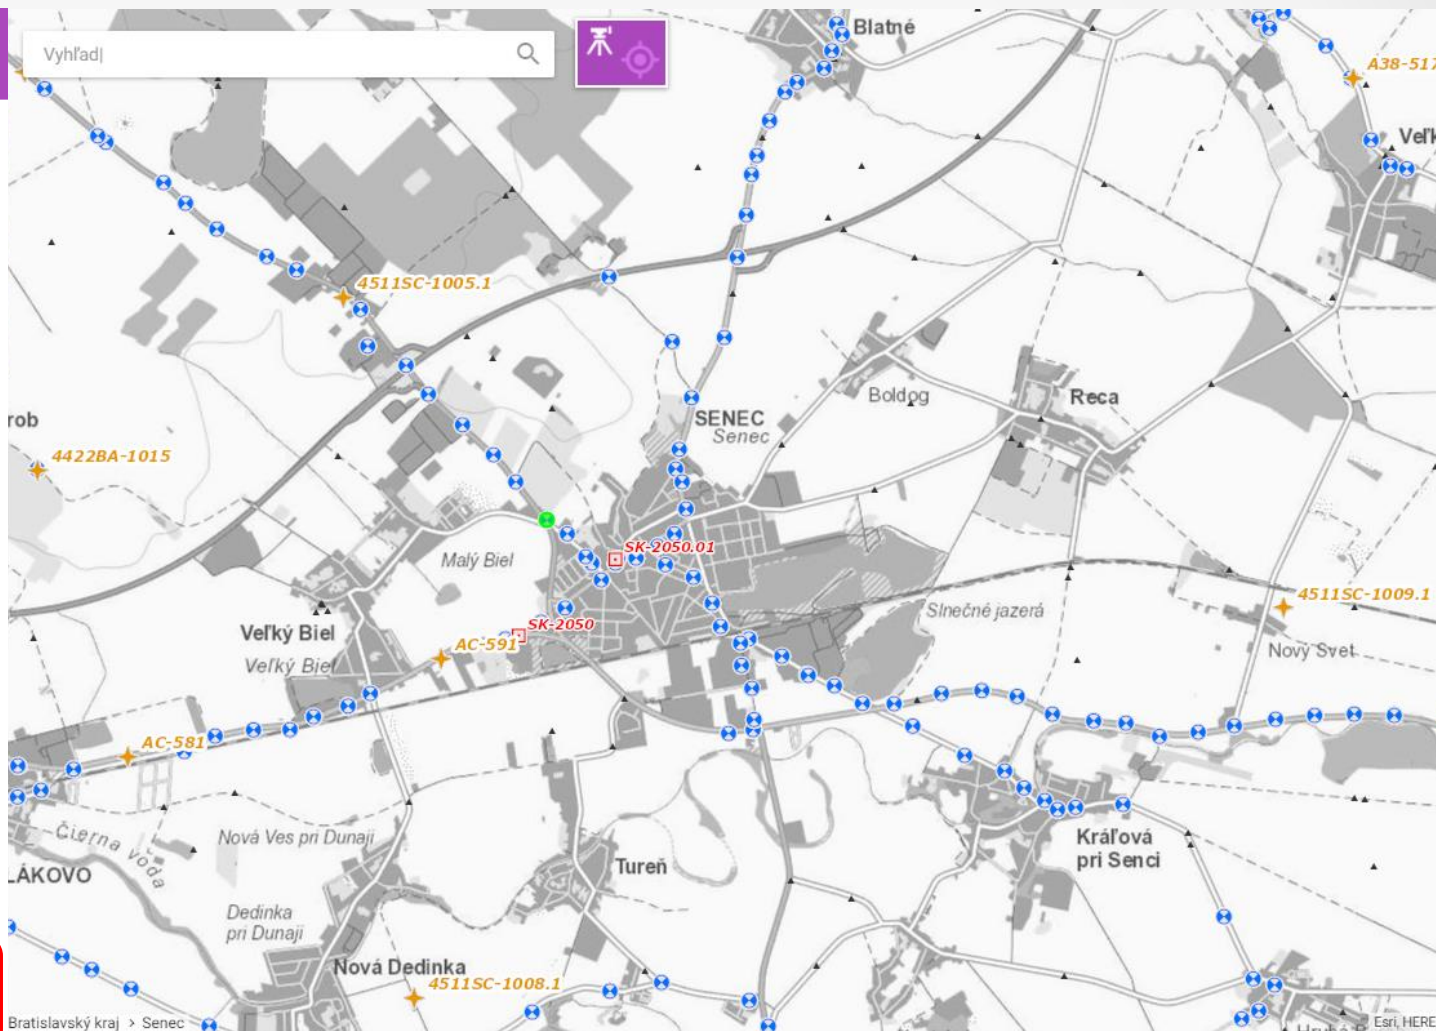 Vyhľad
Blatné
A38-517
Veľk
4511SC-1005.1
rob
SENEC
Senec
Boldog
Reca
4422BA-1015
Malý Biel
SK-2050.01
Slnečné jazerá
4511SC-1009.1
Veľký Biel
Veľký Biel
SK-2050
AC-591
Nový Svet
AC-581
Čierna voda
Nová Ves pri Dunaji
Kráľová
pri Senci
LÁKOVO
Tureň
Dedinka
pri Dunaji
Nová Dedinka
4511SC-1008.1
Bratislavský kraj > Senec
Esri, HERE